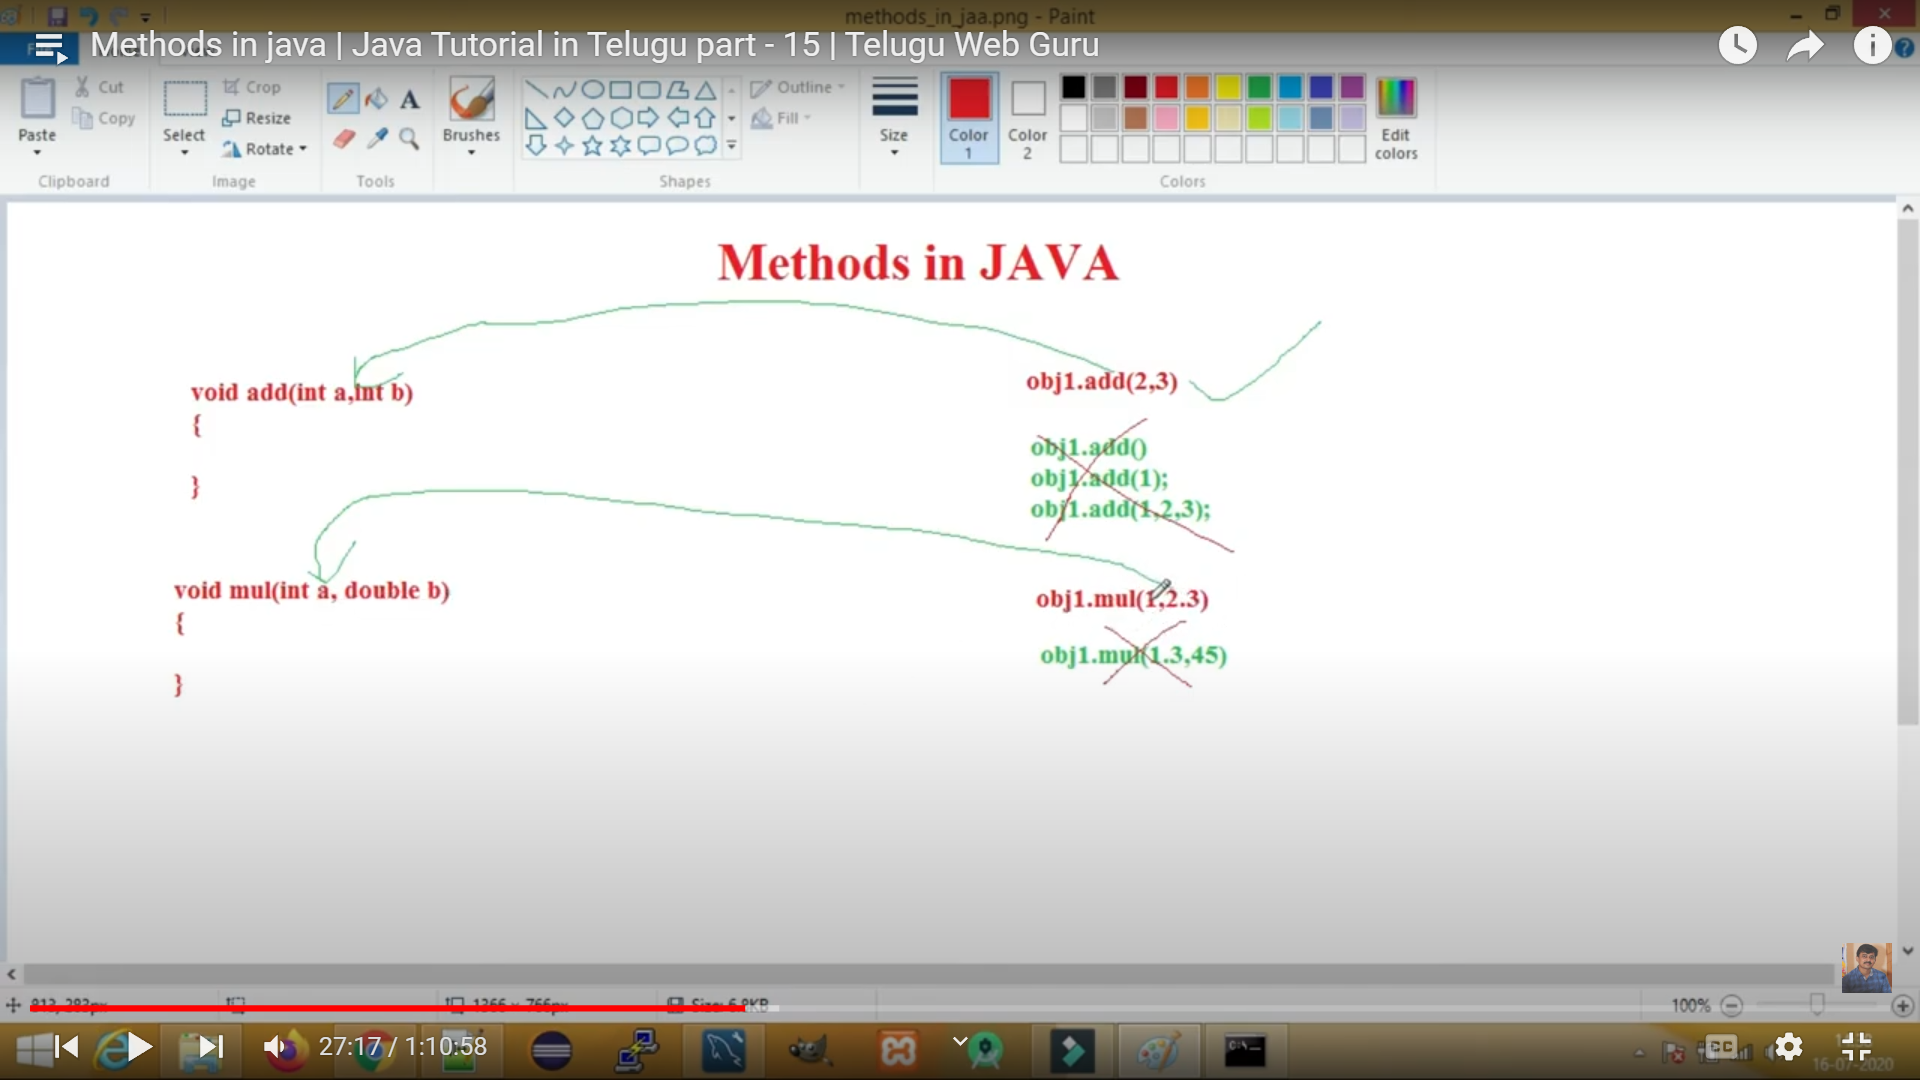 methods_in_jaa.png - Paint
Methods in java | Java Tutorial in Telugu part - 15 | Telugu Web Guru
Cut
Copy
Paste
Clipboard
Crop
Resize
Rotate
Select
Image
A
Tools
Brushes
Outline
Fill
Shapes
Size
Color
1
Color
2
Edit
colors
Colors
Methods in JAVA
void add(int a,int b)
{
}
obj1.add(2,3)
obj1.add()
obj1.add(1);
obj1.add(1,2,3);
void mul(int a, double b)
{
}
obj1.mul(1,2.3)
obj1.mul(1.3,45)
813, 283px
1366 × 766px
Size: 6.8KB
100%
27:17 / 1:10:58
CC
16-07-2020